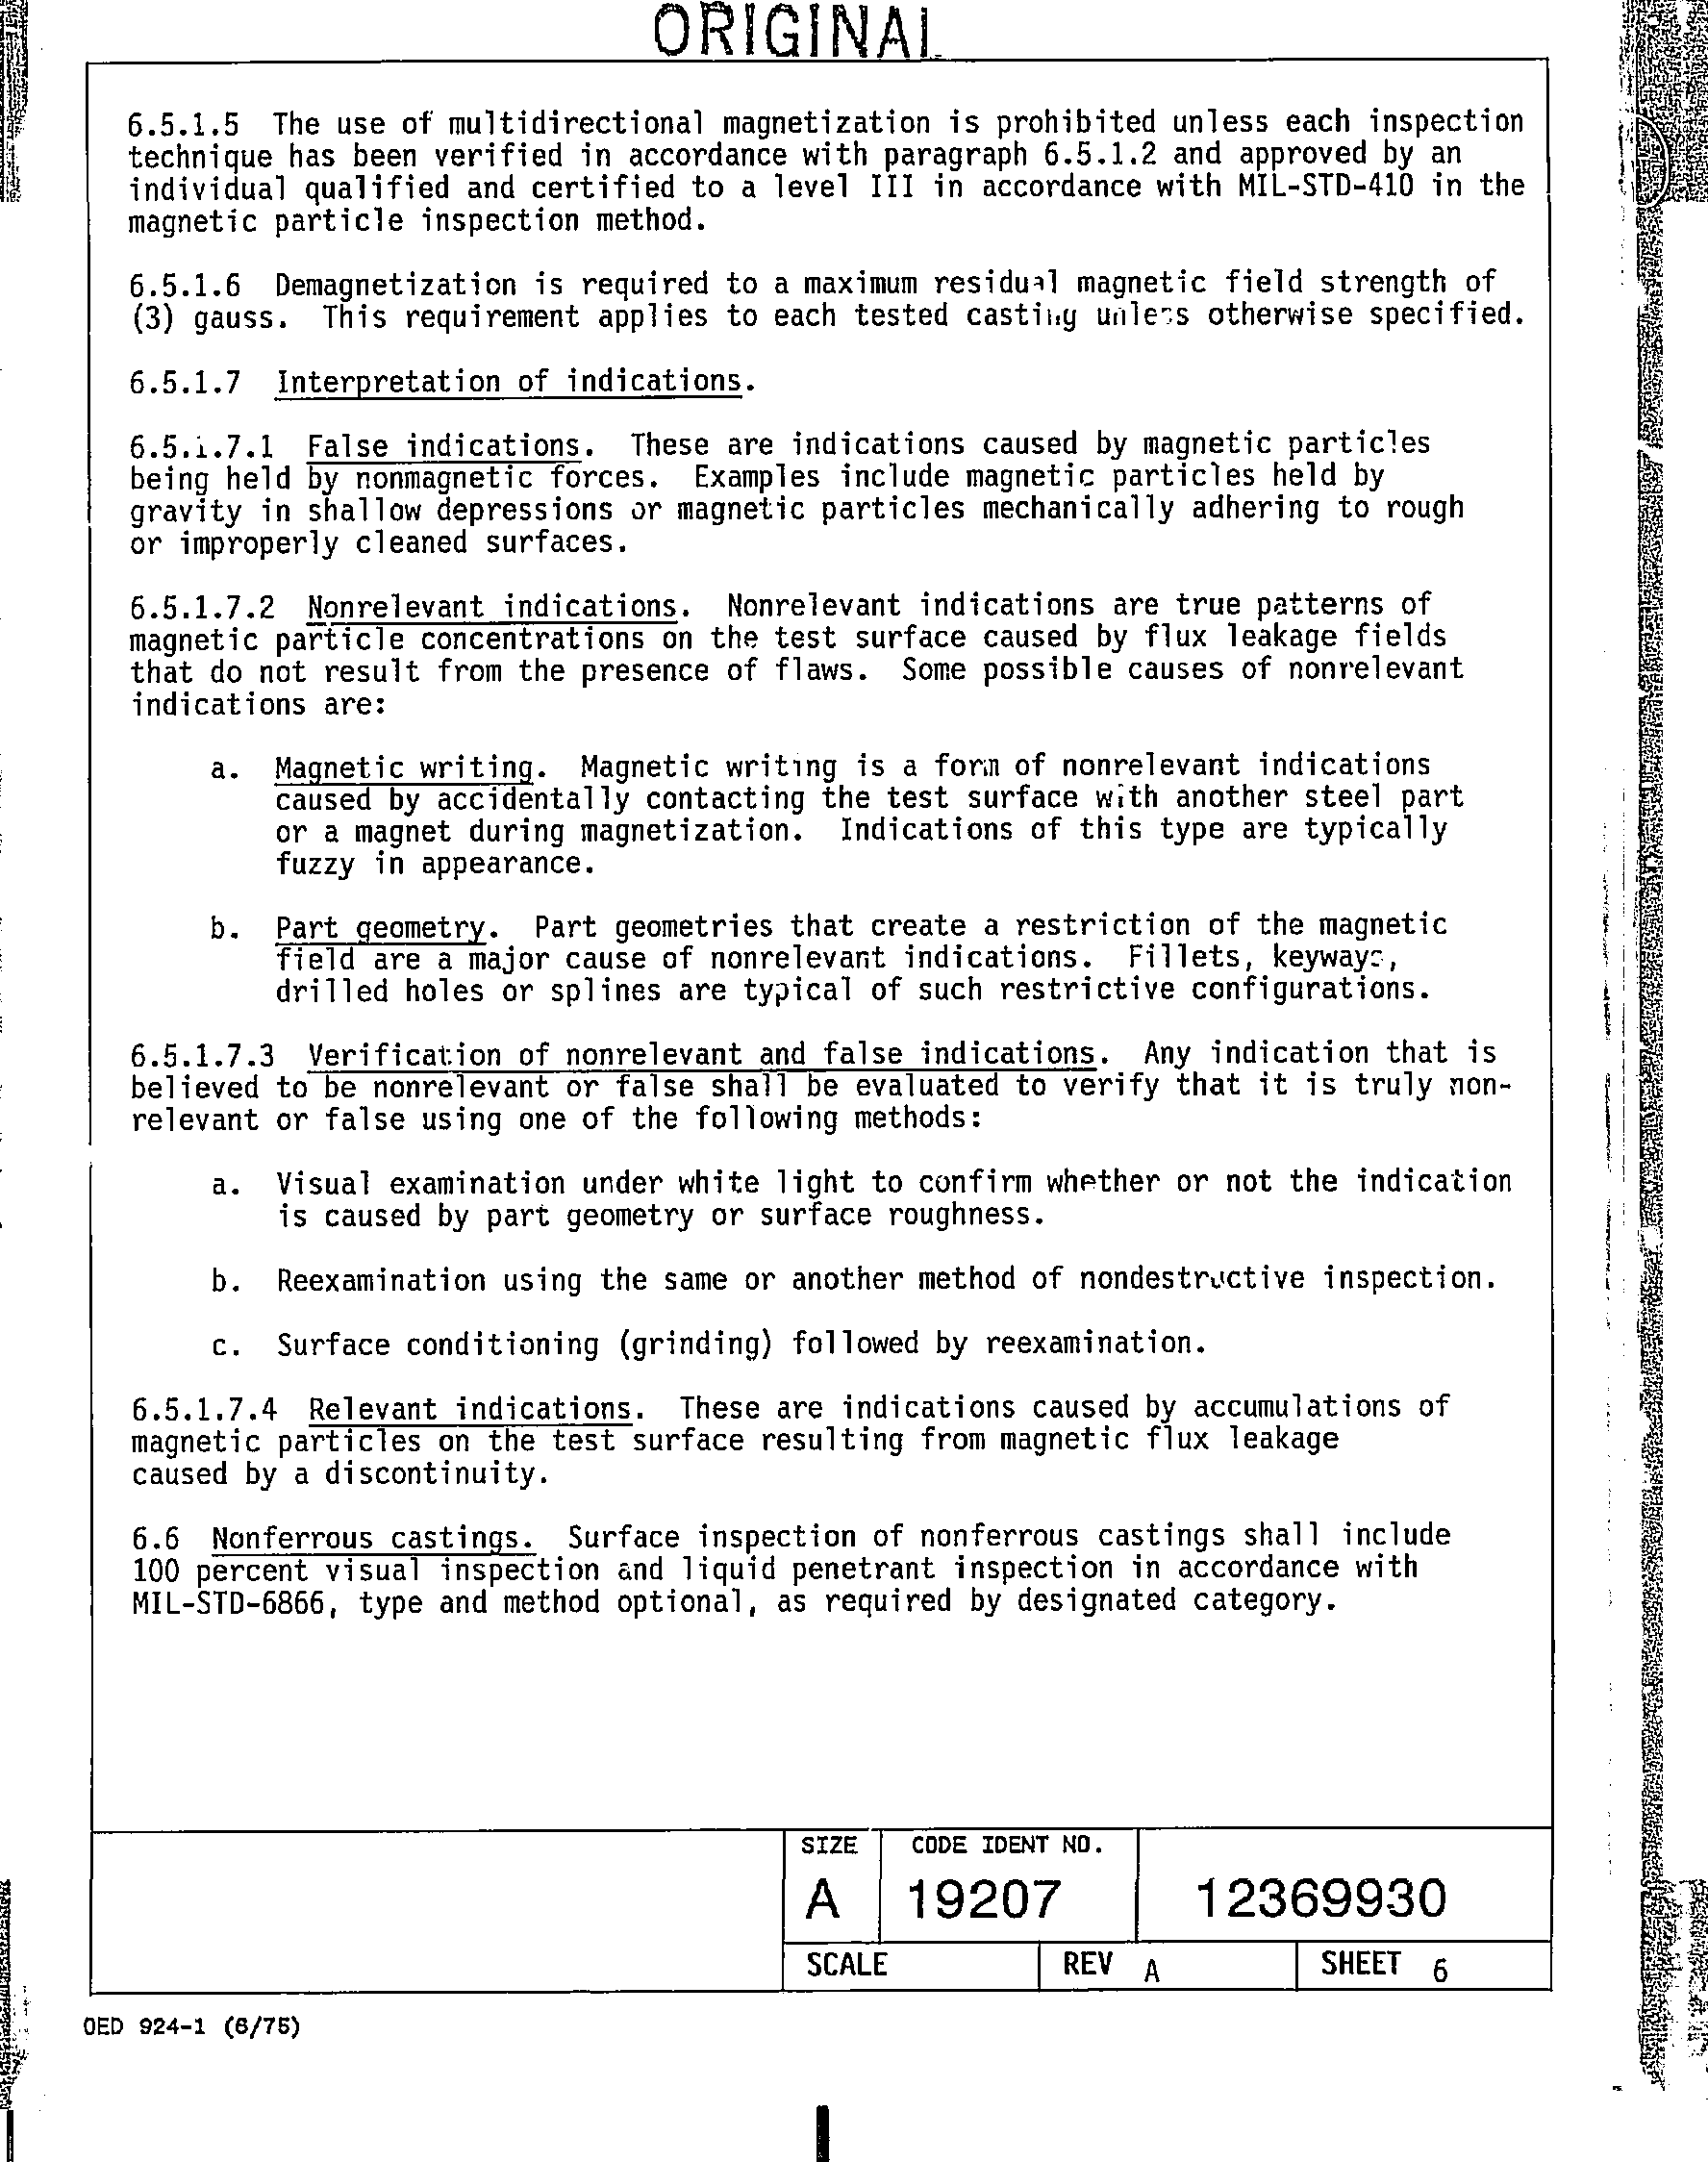 ORIGINAL
6.5.1.5 The use of multidirectional magnetization is prohibited unless each inspection
technique has been verified in accordance with paragraph 6.5.1.2 and approved by an
individual qualified and certified to a level III in accordance with MIL-STD-410 in the
magnetic particle inspection method.
6.5.1.6 Demagnetization is required to a maximum residual magnetic field strength of
(3) gauss. This requirement applies to each tested casting unless otherwise specified.
6.5.1.7 Interpretation of indications.
6.5.1.7.1 False indications. These are indications caused by magnetic particles
being held by nonmagnetic forces. Examples include magnetic particles held by
gravity in shallow depressions or magnetic particles mechanically adhering to rough
or improperly cleaned surfaces.
6.5.1.7.2 Nonrelevant indications. Nonrelevant indications are true patterns of
magnetic particle concentrations on the test surface caused by flux leakage fields
that do not result from the presence of flaws. Some possible causes of nonrelevant
indications are:
a. Magnetic writing. Magnetic writing is a form of nonrelevant indications
caused by accidentally contacting the test surface with another steel part
or a magnet during magnetization. Indications of this type are typically
fuzzy in appearance.
b. Part geometry. Part geometries that create a restriction of the magnetic
field are a major cause of nonrelevant indications. Fillets, keyways,
drilled holes or splines are typical of such restrictive configurations.
6.5.1.7.3 Verification of nonrelevant and false indications. Any indication that is
believed to be nonrelevant or false shall be evaluated to verify that it is truly non-
relevant or false using one of the following methods:
a. Visual examination under white light to confirm whether or not the indication
is caused by part geometry or surface roughness.
b. Reexamination using the same or another method of nondestructive inspection.
c. Surface conditioning (grinding) followed by reexamination.
6.5.1.7.4 Relevant indications. These are indications caused by accumulations of
magnetic particles on the test surface resulting from magnetic flux leakage
caused by a discontinuity.
6.6 Nonferrous castings. Surface inspection of nonferrous castings shall include
100 percent visual inspection and liquid penetrant inspection in accordance with
MIL-STD-6866, type and method optional, as required by designated category.
SIZE CODE IDENT NO.
A 19207 12369930
SCALE REV A SHEET 6
OED 924-1 (6/75)